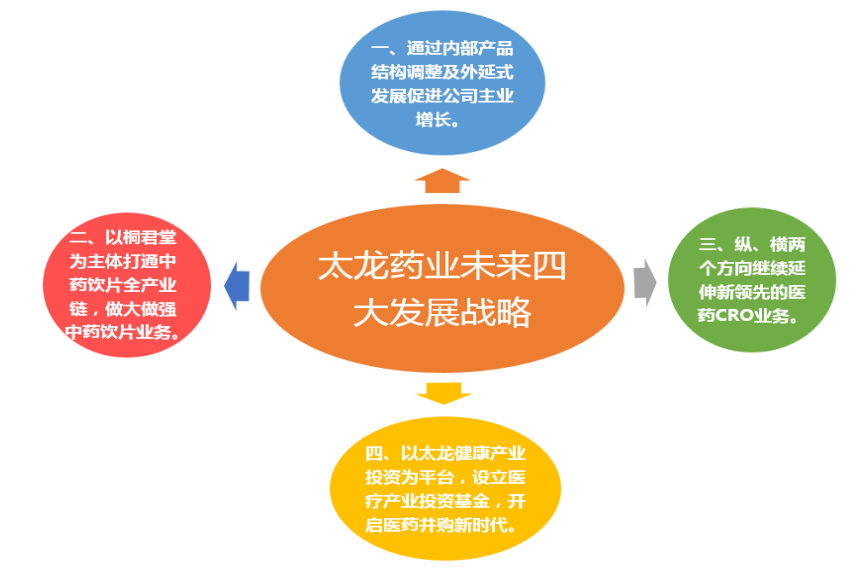 一、通过内部产品
结构调整及外延式
发展促进公司主业
增长。
太龙药业未来四
大发展战略
二、以桐君堂
为主体打通中
药饮片全产业
链，做大做强
中药饮片业务。
三、纵、横两
个方向继续延
伸新领先的医
药CRO业务。
四、以太龙健康产业
投资为平台，设立医
疗产业投资基金，开
启医药并购新时代。